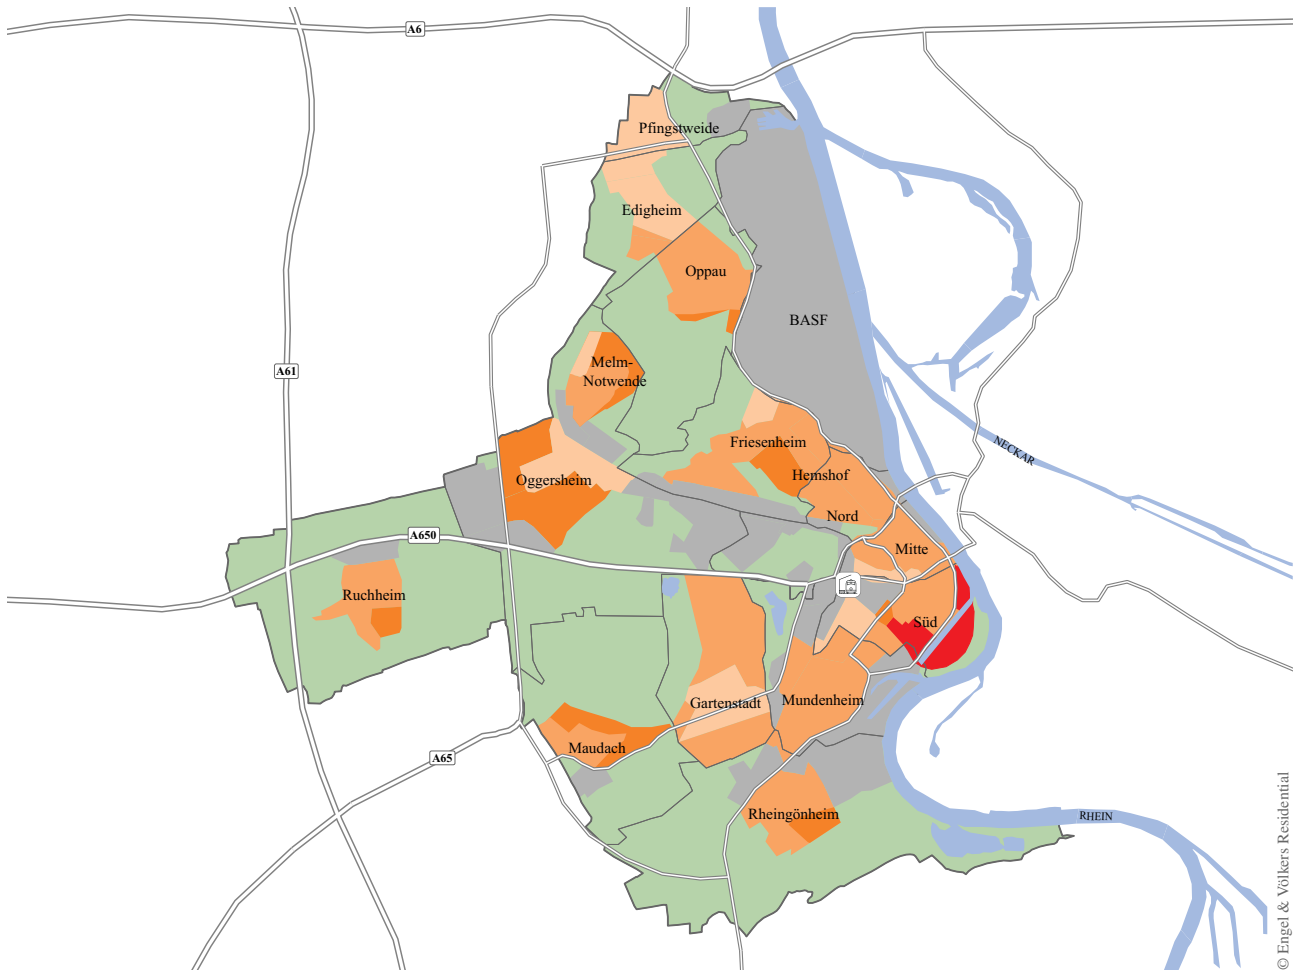 A6
Pfingstweide
Edigheim
Oppau
BASF
A61
Melm-
Notwende
Friesenheim
NECKAR
Hemshof
Oggersheim
Nord
A650
Mitte
Ruchheim
Süd
Gartenstadt
Mundenheim
Maudach
A65
Rheingönheim
RHEIN
© Engel & Völkers Residential